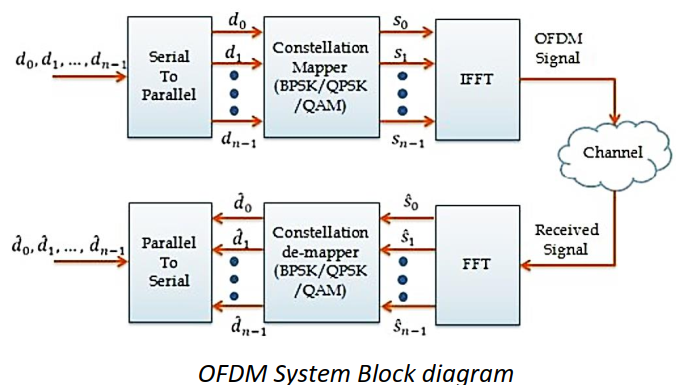 d₀, d₁, ..., dₙ₋₁
Serial
To
Parallel
d₀
d₁
dₙ₋₁
Constellation
Mapper
(BPSK/QPSK
/QAM)
s₀
s₁
sₙ₋₁
IFFT
OFDM
Signal
Channel
Received
Signal
FFT
ŝ₀
ŝ₁
ŝₙ₋₁
Constellation
de-mapper
(BPSK/QPSK
/QAM)
d̂₀
d̂₁
d̂ₙ₋₁
Parallel
To
Serial
d̂₀, d̂₁, ..., d̂ₙ₋₁
OFDM System Block diagram